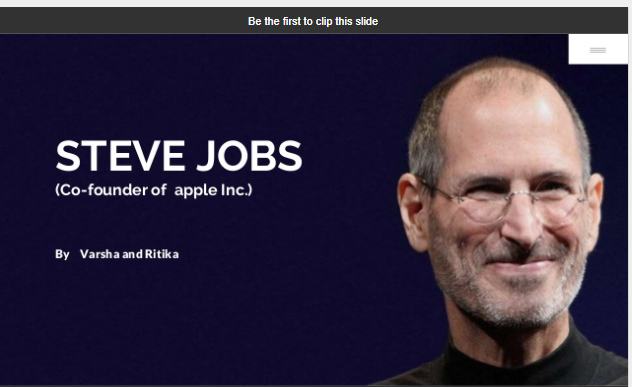 Be the first to clip this slide
STEVE JOBS
(Co-founder of apple Inc.)
By Varsha and Ritika